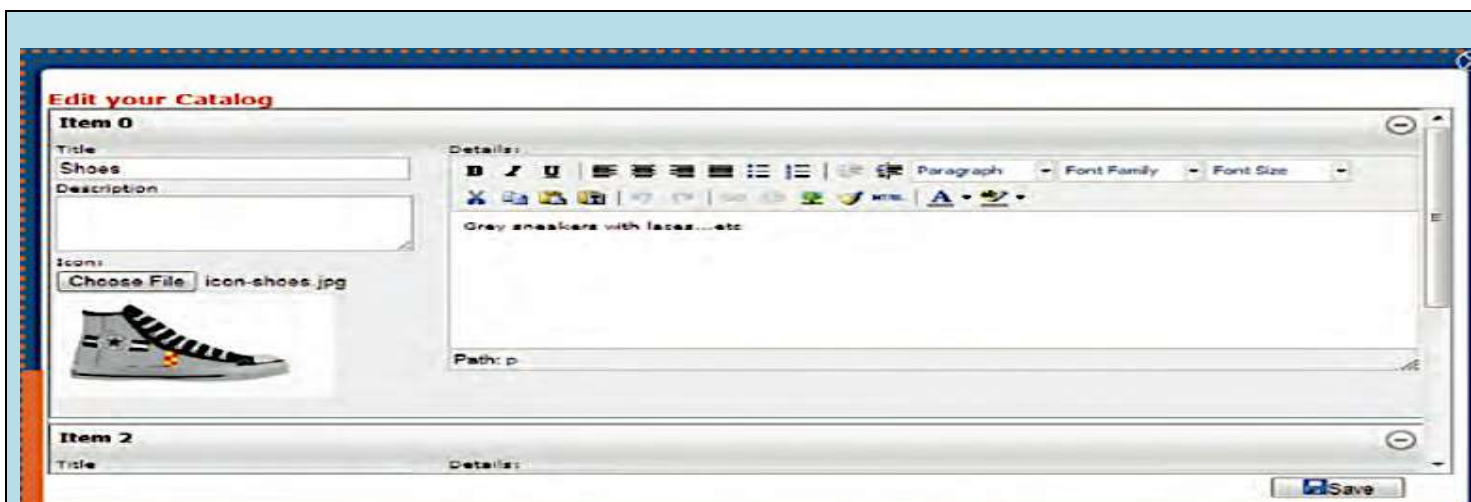 Edit your Catalog
Item 0
Title
Shoes
Description
Icon:
Choose File icon-shoes.jpg
Details:
B I U Paragraph Font Family Font Size
HTML A
Grey sneakers with laces...etc
Path: p
Item 2
Title
Details:
Save